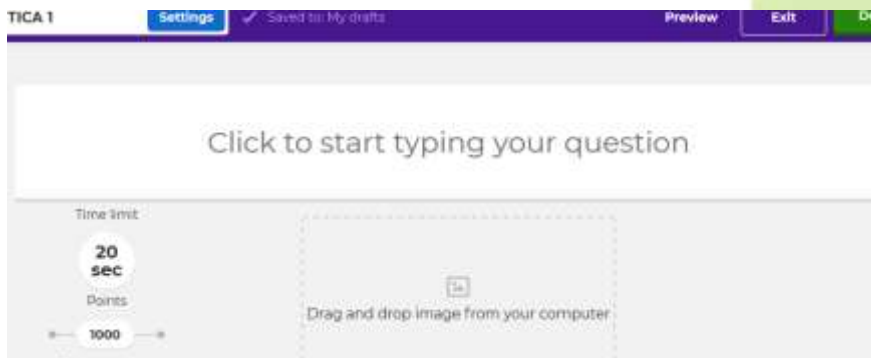 TICA 1 Settings Saved to: My drafts Preview Exit
Click to start typing your question
Time limit
20
sec
Points
1000
Drag and drop image from your computer